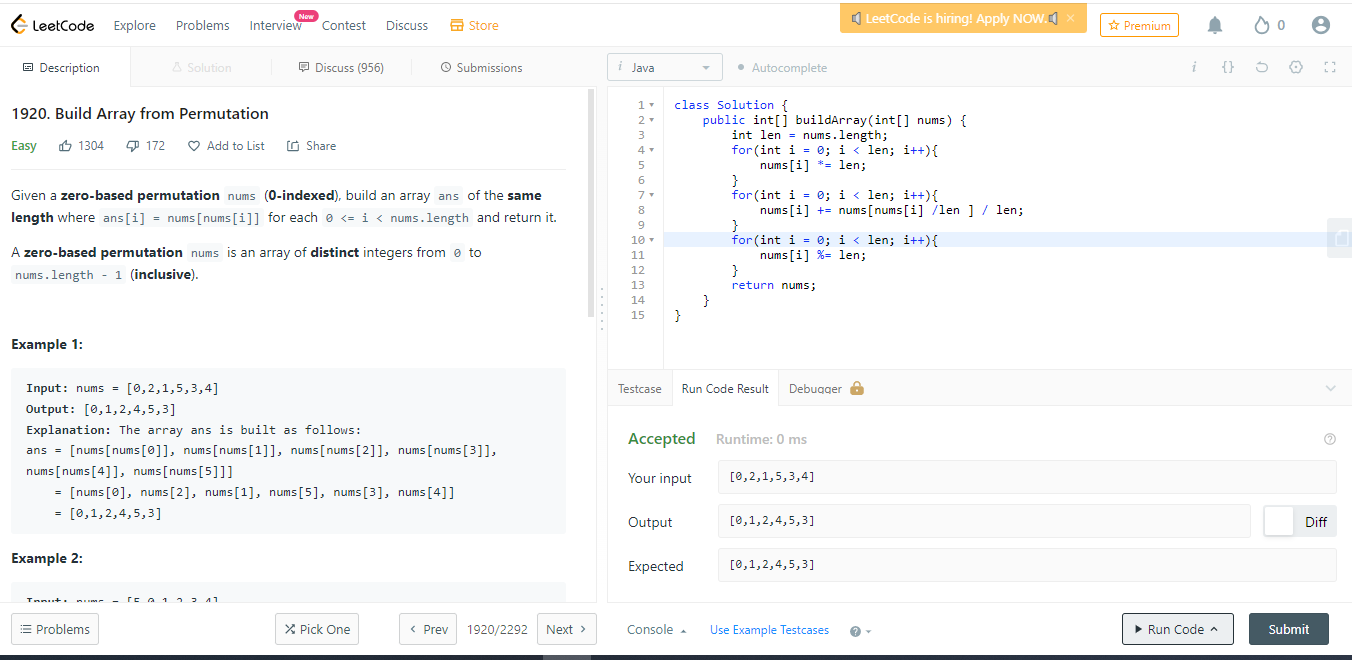 LeetCode Explore Problems Interview New Contest Discuss Store LeetCode is hiring! Apply NOW. × Premium 0
Description Solution Discuss (956) Submissions
1920. Build Array from Permutation
Easy 1304 172 Add to List Share
Given a zero-based permutation nums (0-indexed), build an array ans of the same
length where ans[i] = nums[nums[i]] for each 0 <= i < nums.length and return it.
A zero-based permutation nums is an array of distinct integers from 0 to
nums.length - 1 (inclusive).
Example 1:
Input: nums = [0,2,1,5,3,4]
Output: [0,1,2,4,5,3]
Explanation: The array ans is built as follows:
ans = [nums[nums[0]], nums[nums[1]], nums[nums[2]], nums[nums[3]],
nums[nums[4]], nums[nums[5]]]
= [nums[0], nums[2], nums[1], nums[5], nums[3], nums[4]]
= [0,1,2,4,5,3]
Example 2:
Input: nums = [5,0,1,2,3,4]
Problems Pick One < Prev 1920/2292 Next >
i Java Autocomplete i {}
1 class Solution {
2 public int[] buildArray(int[] nums) {
3 int len = nums.length;
4 for(int i = 0; i < len; i++){
5 nums[i] *= len;
6 }
7 for(int i = 0; i < len; i++){
8 nums[i] += nums[nums[i] /len ] / len;
9 }
10 for(int i = 0; i < len; i++){
11 nums[i] %= len;
12 }
13 return nums;
14 }
15 }
Testcase Run Code Result Debugger
Accepted Runtime: 0 ms ?
Your input [0,2,1,5,3,4]
Output [0,1,2,4,5,3] Diff
Expected [0,1,2,4,5,3]
Console Use Example Testcases ? Run Code Submit